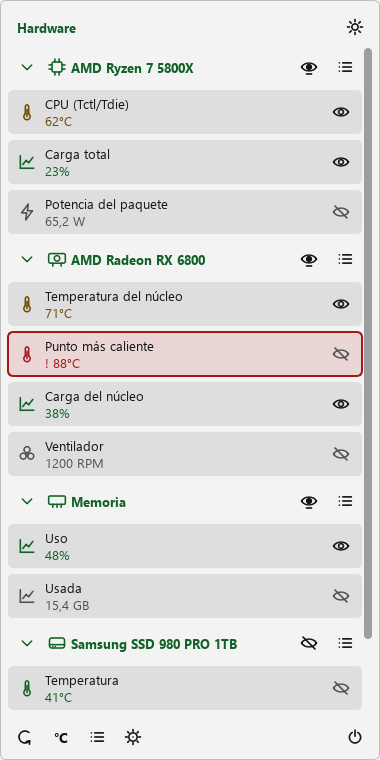 Hardware
AMD Ryzen 7 5800X
CPU (Tctl/Tdie)
62°C
Carga total
23%
Potencia del paquete
65,2 W
AMD Radeon RX 6800
Temperatura del núcleo
71°C
Punto más caliente
! 88°C
Carga del núcleo
38%
Ventilador
1200 RPM
Memoria
Uso
48%
Usada
15,4 GB
Samsung SSD 980 PRO 1TB
Temperatura
41°C
°C